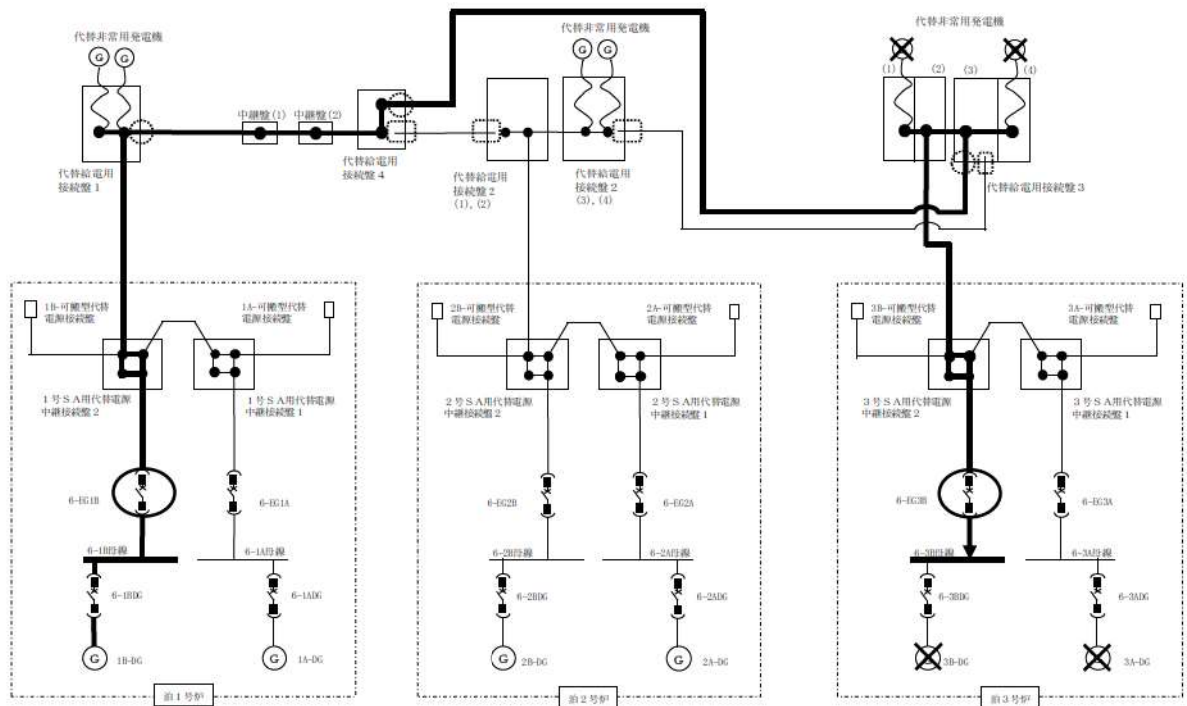 代替非常用発電機
G G
代替給電用
接続盤1
中継盤(1)
中継盤(2)
代替給電用
接続盤4
代替非常用発電機
G G
代替給電用
接続盤2
(1), (2)
代替給電用
接続盤2
(3), (4)
代替非常用発電機
(1)
(2)
(3)
(4)
代替給電用接続盤3
1B-可搬型代替
電源接続盤
1A-可搬型代替
電源接続盤
1号SA用代替電源
中継接続盤2
1号SA用代替電源
中継接続盤1
6-EG1B
6-EG1A
6-1B母線
6-1A母線
6-1BDG
6-1ADG
G
1B-DG
G
1A-DG
泊1号炉
2B-可搬型代替
電源接続盤
2A-可搬型代替
電源接続盤
2号SA用代替電源
中継接続盤2
2号SA用代替電源
中継接続盤1
6-EG2B
6-EG2A
6-2B母線
6-2A母線
6-2BDG
6-2ADG
G
2B-DG
G
2A-DG
泊2号炉
3B-可搬型代替
電源接続盤
3A-可搬型代替
電源接続盤
3号SA用代替電源
中継接続盤2
3号SA用代替電源
中継接続盤1
6-EG3B
6-EG3A
6-3B母線
6-3A母線
6-3BDG
6-3ADG
3B-DG
3A-DG
泊3号炉